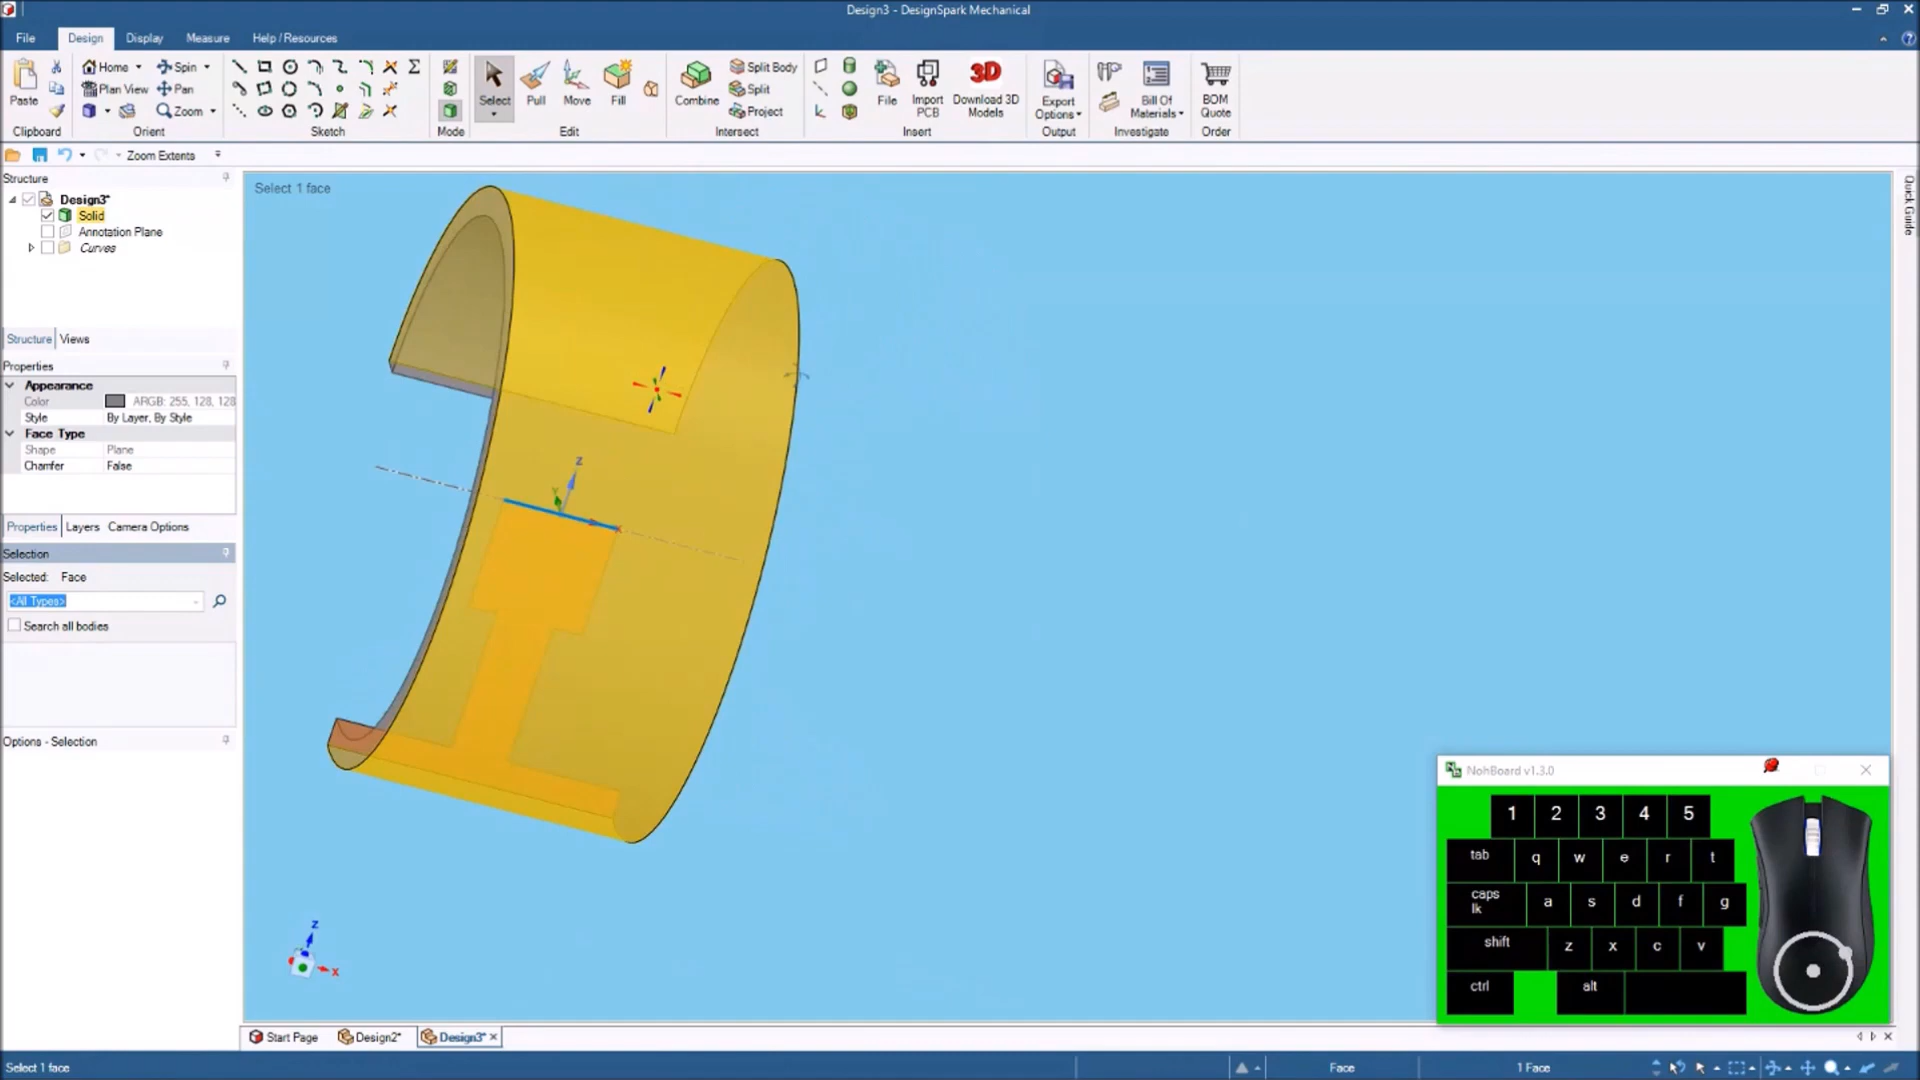 Design3 - DesignSpark Mechanical
File Design Display Measure Help / Resources
Paste
Clipboard
Home Spin
Plan View Pan
Zoom
Orient
Sketch
Mode
Select Pull Move Fill
Edit
Combine
Split Body
Split
Project
Intersect
File
Import PCB
3D
Download 3D Models
Insert
Export Options
Output
Bill Of Materials
Investigate
BOM Quote
Order
Zoom Extents
Structure
Design3*
Solid
Annotation Plane
Curves
Structure Views
Properties
Appearance
Color ARGB: 255, 128, 128
Style By Layer, By Style
Face Type
Shape Plane
Chamfer False
Properties Layers Camera Options
Selection
Selected: Face
<All Types>
Search all bodies
Options - Selection
Select 1 face
Z
Y
X
Z
X
Quick Guide
NohBoard v1.3.0
1 2 3 4 5
tab q w e r t
caps lk a s d f g
shift z x c v
ctrl alt
Start Page Design2* Design3*
Select 1 face Face 1 Face